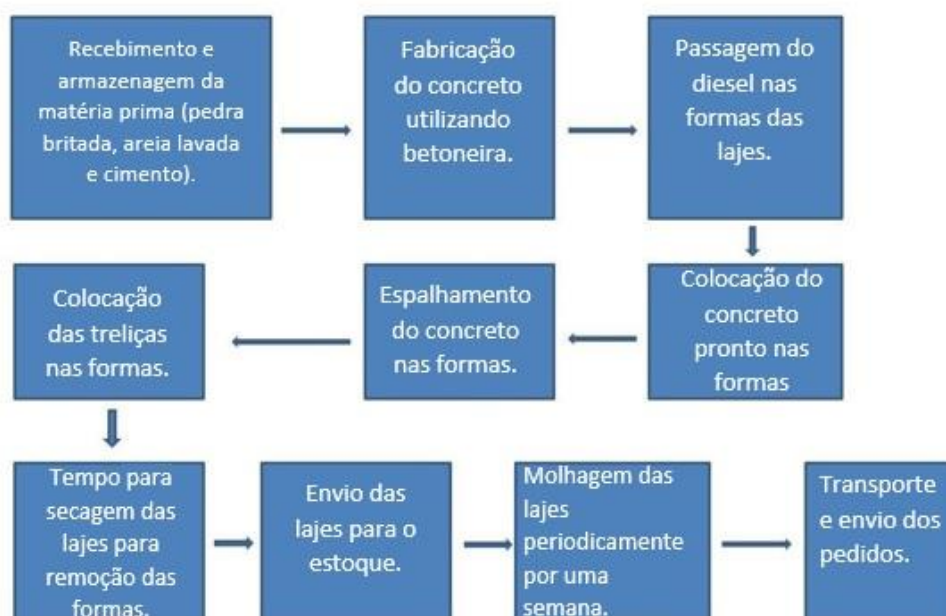 Recebimento e
armazenagem da
matéria prima (pedra
britada, areia lavada
e cimento).
Fabricação
do concreto
utilizando
betoneira.
Passagem do
diesel nas
formas das
lajes.
Colocação do
concreto
pronto nas
formas
Espalhamento
do concreto
nas formas.
Colocação
das treliças
nas formas.
Tempo para
secagem das
lajes para
remoção das
formas.
Envio das
lajes para o
estoque.
Molhagem das
lajes
periodicamente
por uma
semana.
Transporte
e envio dos
pedidos.